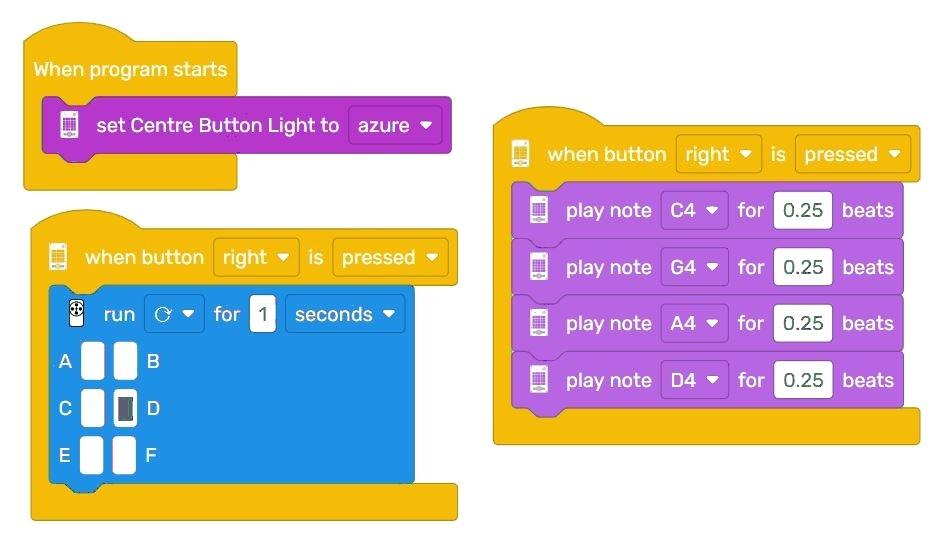 When program starts
set Centre Button Light to azure
when button right is pressed
run for 1 seconds
A B
C D
E F
when button right is pressed
play note C4 for 0.25 beats
play note G4 for 0.25 beats
play note A4 for 0.25 beats
play note D4 for 0.25 beats